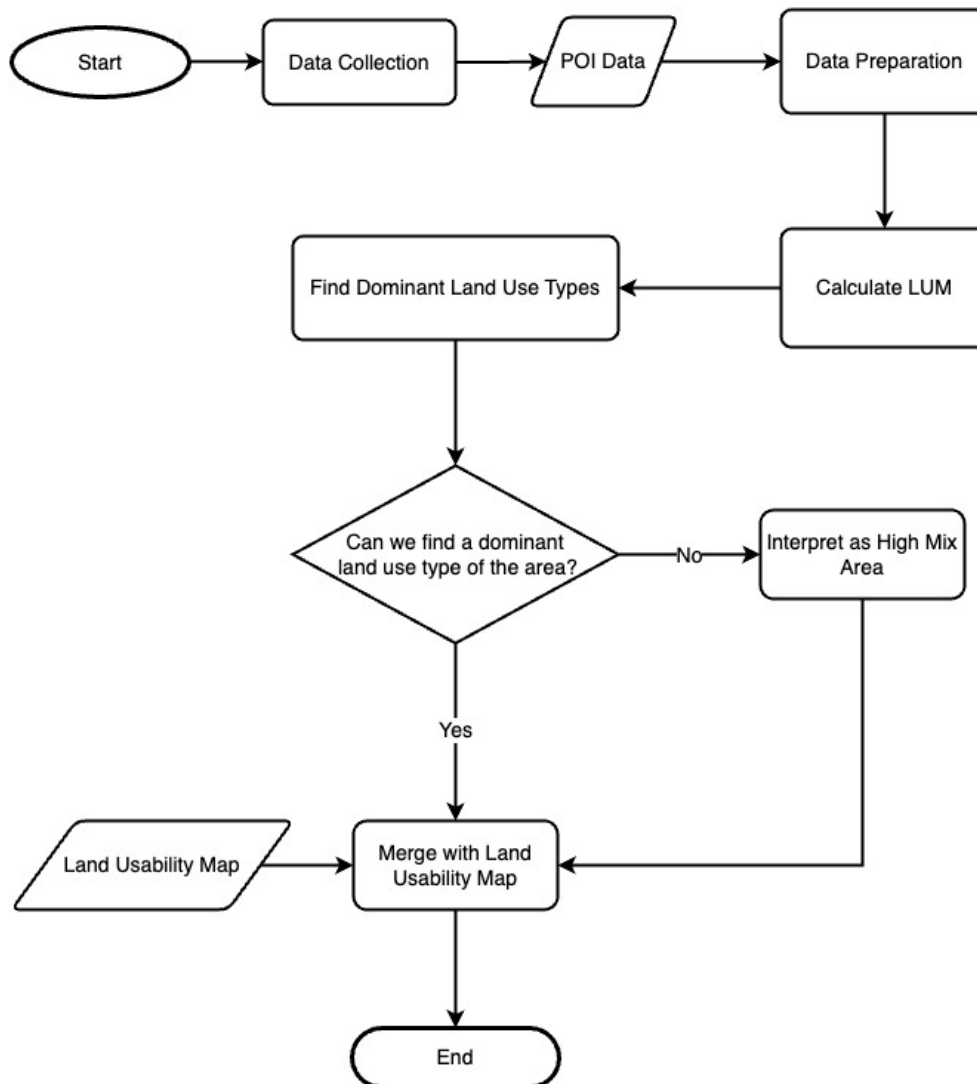 Start
Data Collection
POI Data
Data Preparation
Find Dominant Land Use Types
Calculate LUM
Can we find a dominant
land use type of the area?
No
Interpret as High Mix
Area
Yes
Land Usability Map
Merge with Land
Usability Map
End